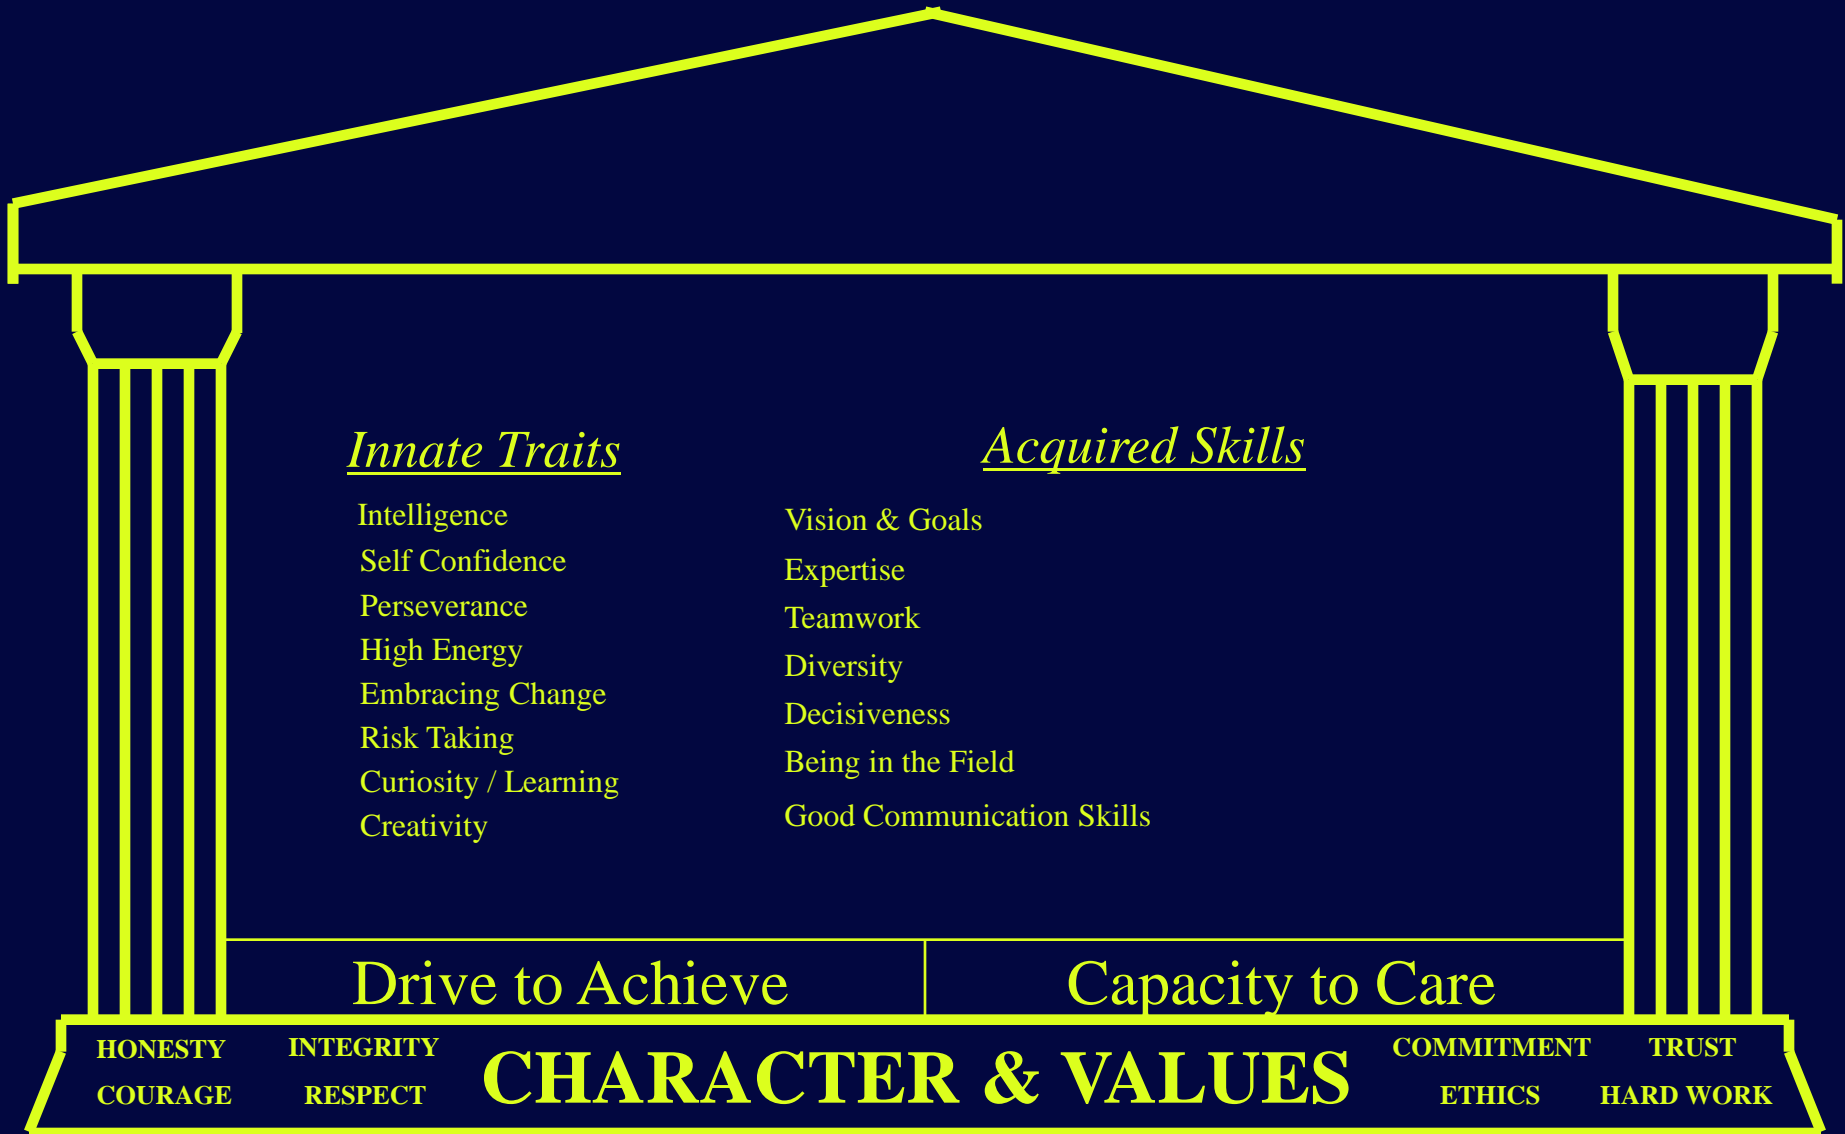 Innate Traits
Intelligence
Self Confidence
Perseverance
High Energy
Embracing Change
Risk Taking
Curiosity / Learning
Creativity
Acquired Skills
Vision & Goals
Expertise
Teamwork
Diversity
Decisiveness
Being in the Field
Good Communication Skills
Drive to Achieve
Capacity to Care
HONESTY
INTEGRITY
COURAGE
RESPECT
CHARACTER & VALUES
COMMITMENT
TRUST
ETHICS
HARD WORK